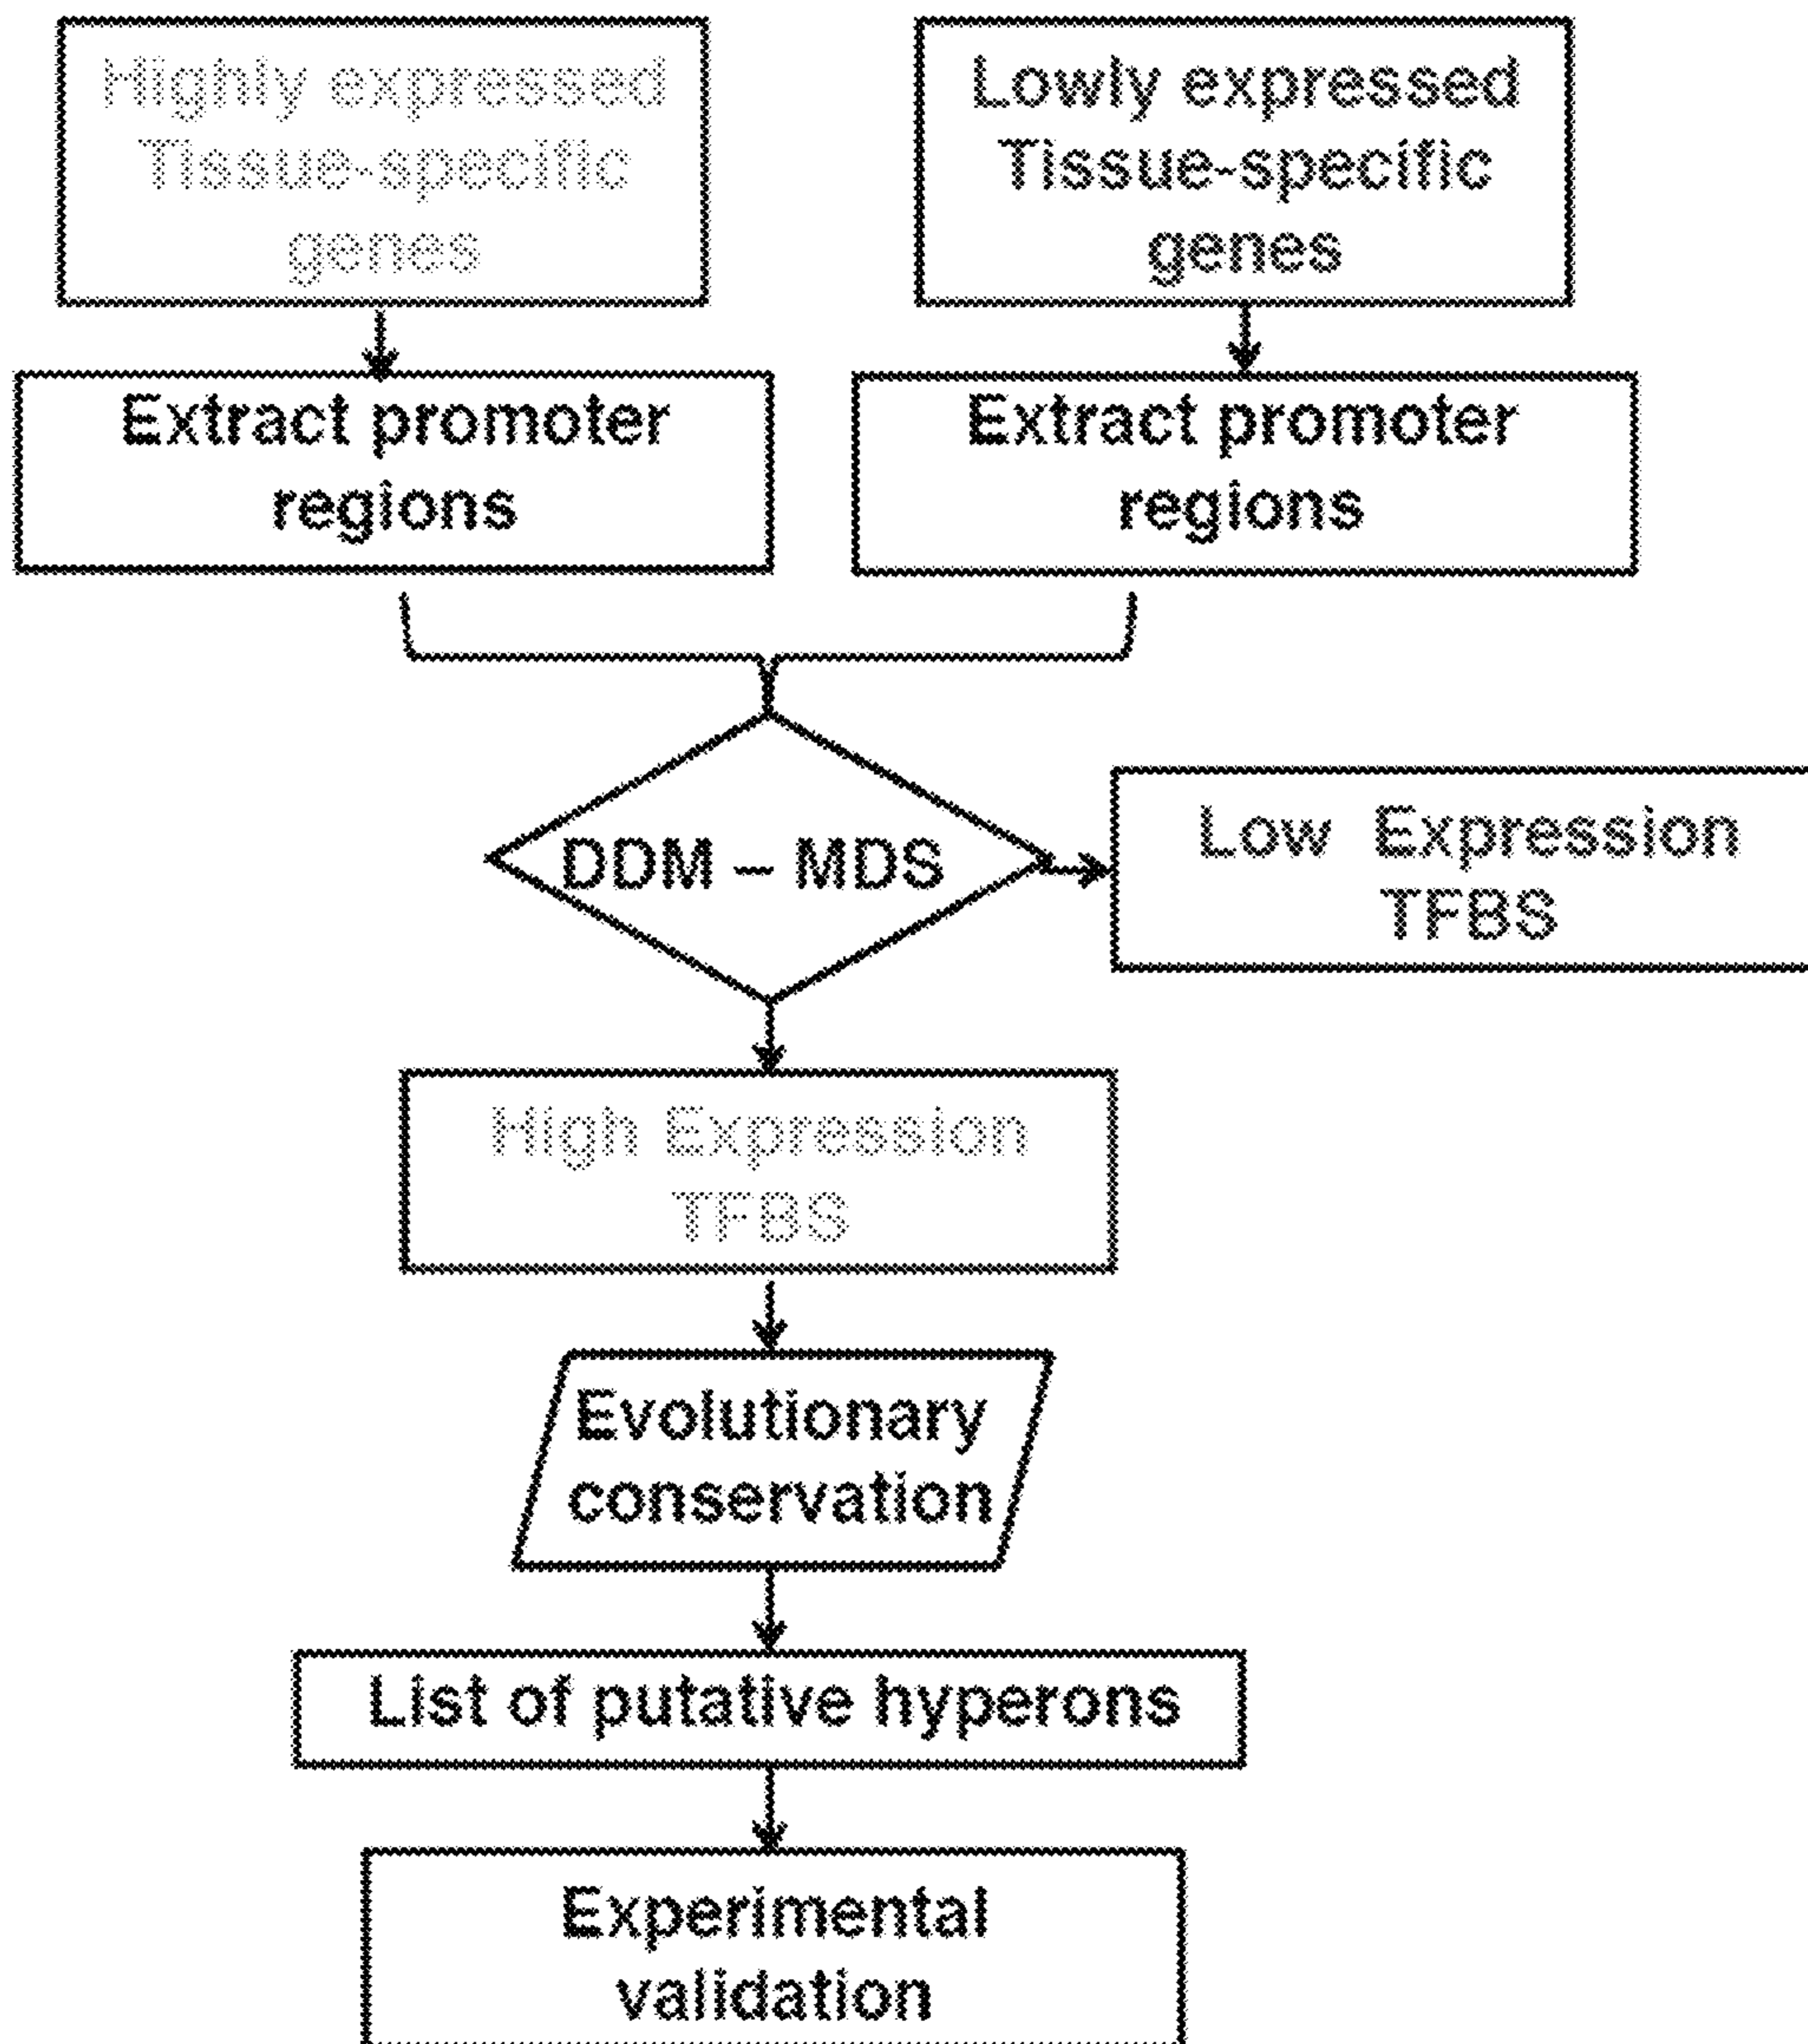 Highly expressed
Tissue-specific
genes
Lowly expressed
Tissue-specific
genes
Extract promoter
regions
Extract promoter
regions
DDM – MDS
Low Expression
TFBS
High Expression
TFBS
Evolutionary
conservation
List of putative hyperons
Experimental
validation